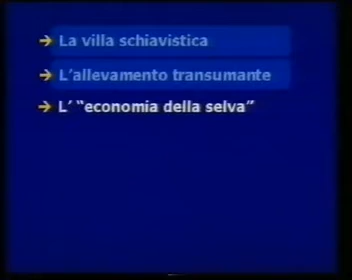 → La villa schiavistica
→ L'allevamento transumante
→ L' "economia della selva"